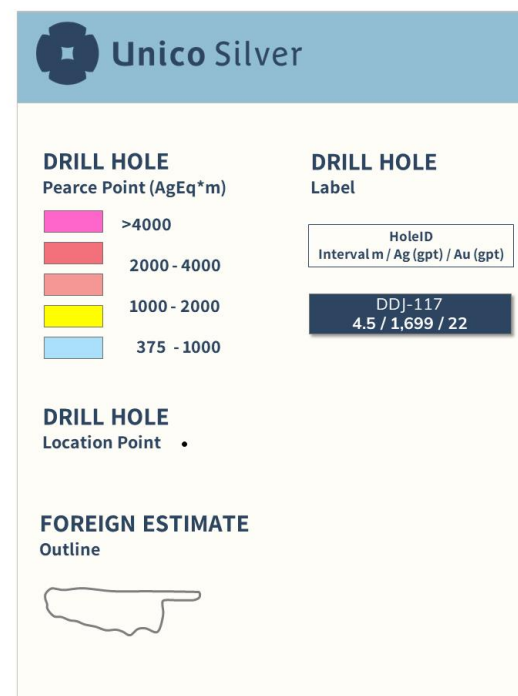 Unico Silver
DRILL HOLE
Pearce Point (AgEq*m)
>4000
2000 - 4000
1000 - 2000
375 - 1000
DRILL HOLE
Label
HoleID
Interval m / Ag (gpt) / Au (gpt)
DDJ-117
4.5 / 1,699 / 22
DRILL HOLE
Location Point
FOREIGN ESTIMATE
Outline